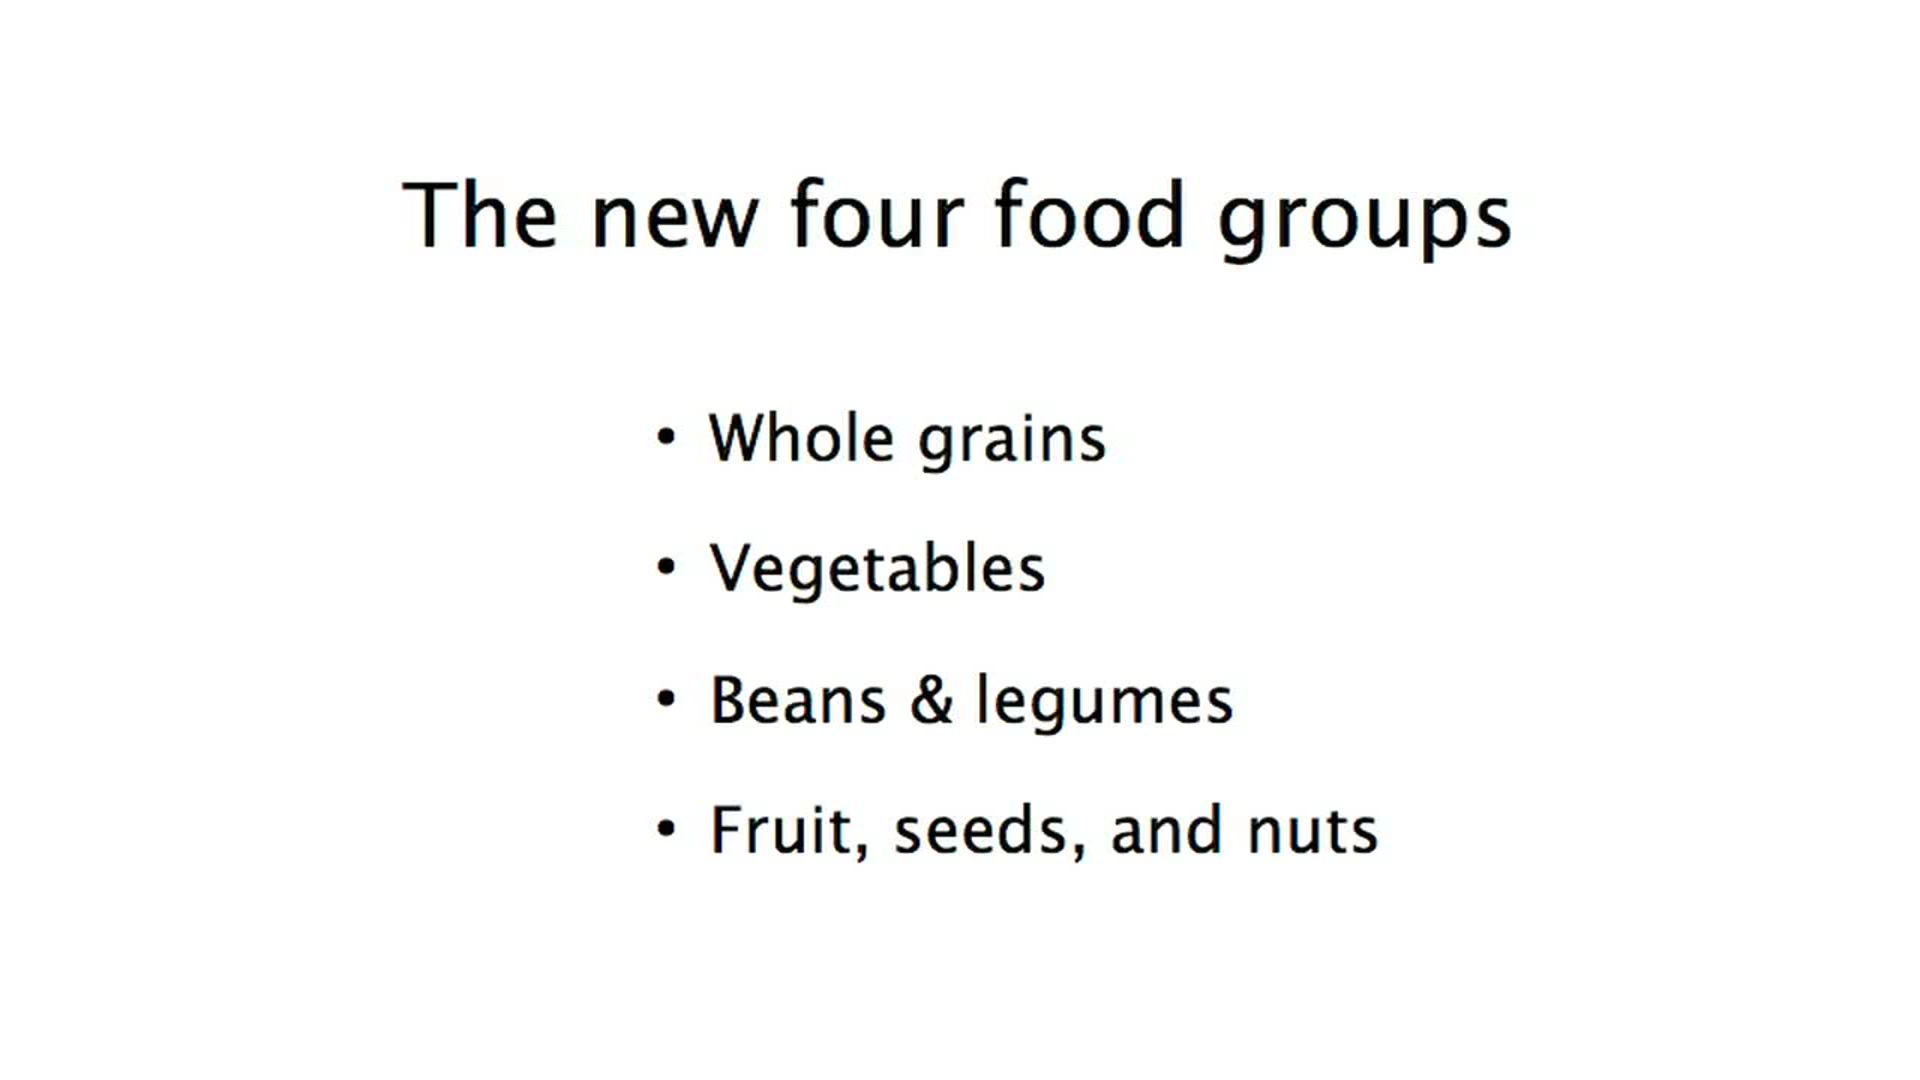 The new four food groups
• Whole grains
• Vegetables
• Beans & legumes
• Fruit, seeds, and nuts